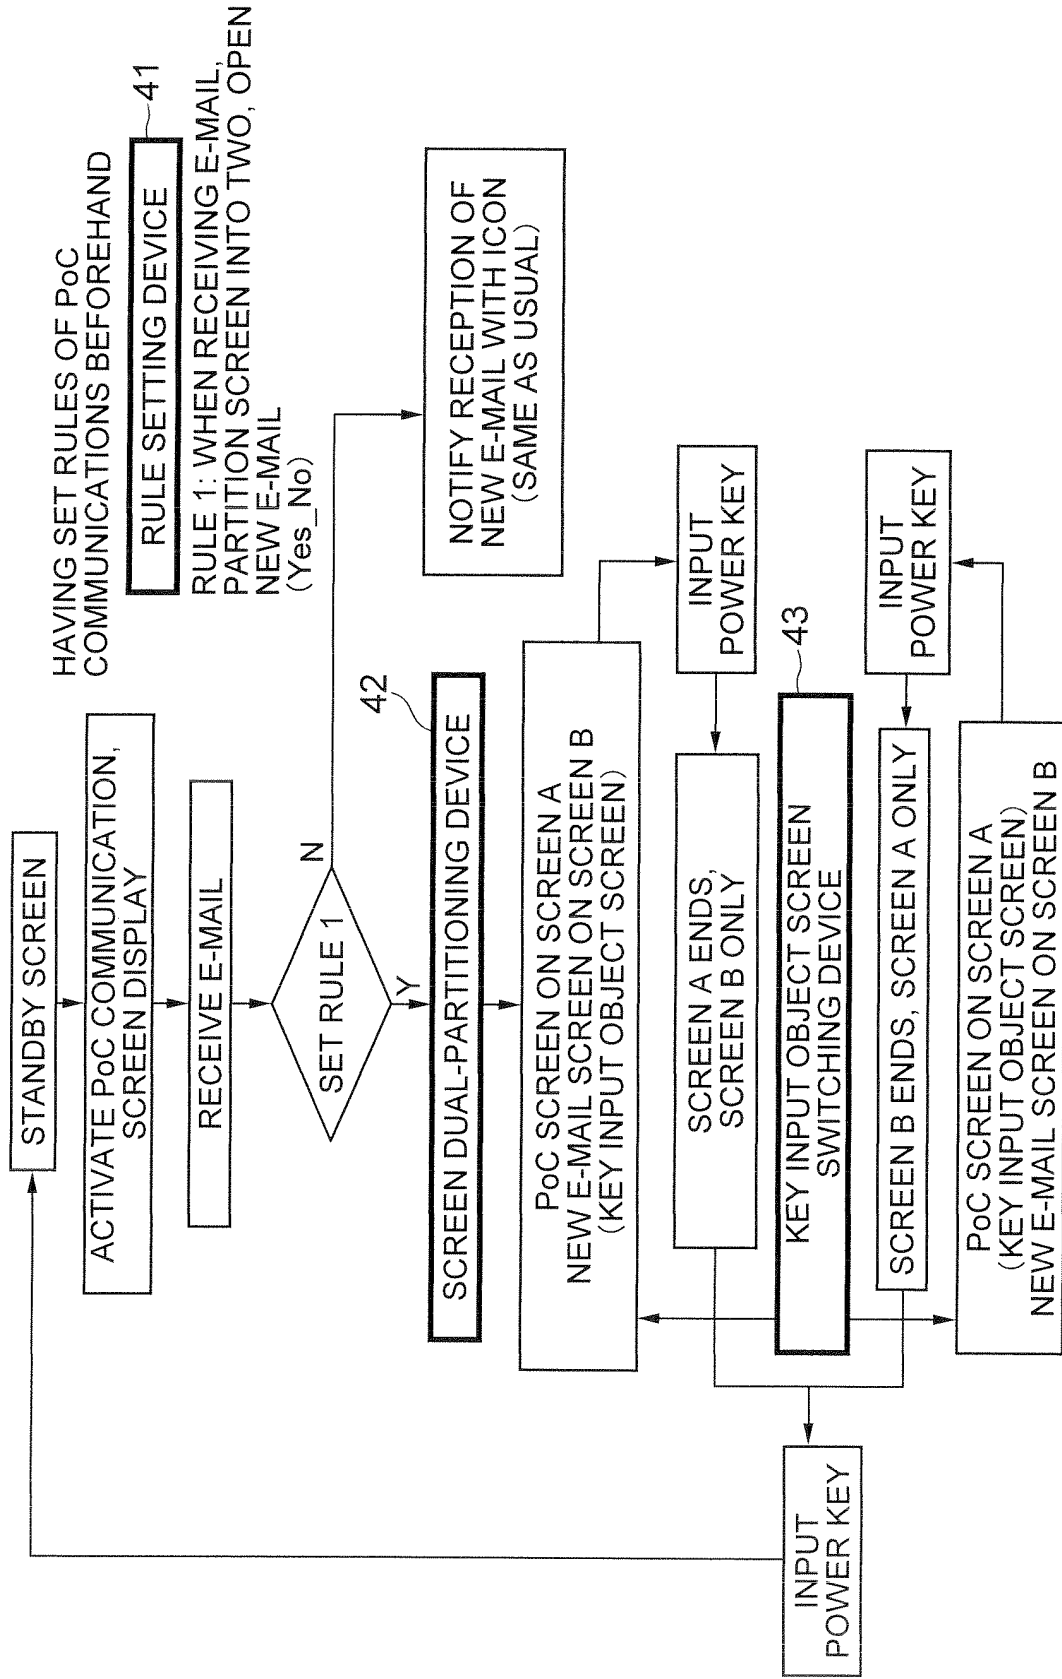 HAVING SET RULES OF PoC
COMMUNICATIONS BEFOREHAND
RULE SETTING DEVICE
41
RULE 1: WHEN RECEIVING E-MAIL,
PARTITION SCREEN INTO TWO, OPEN
NEW E-MAIL
(Yes_No)
STANDBY SCREEN
ACTIVATE PoC COMMUNICATION,
SCREEN DISPLAY
RECEIVE E-MAIL
SET RULE 1
N
Y
NOTIFY RECEPTION OF
NEW E-MAIL WITH ICON
(SAME AS USUAL)
42
SCREEN DUAL-PARTITIONING DEVICE
PoC SCREEN ON SCREEN A
NEW E-MAIL SCREEN ON SCREEN B
(KEY INPUT OBJECT SCREEN)
INPUT
POWER KEY
SCREEN A ENDS,
SCREEN B ONLY
43
KEY INPUT OBJECT SCREEN
SWITCHING DEVICE
INPUT
POWER KEY
SCREEN B ENDS, SCREEN A ONLY
PoC SCREEN ON SCREEN A
(KEY INPUT OBJECT SCREEN)
NEW E-MAIL SCREEN ON SCREEN B
INPUT
POWER KEY